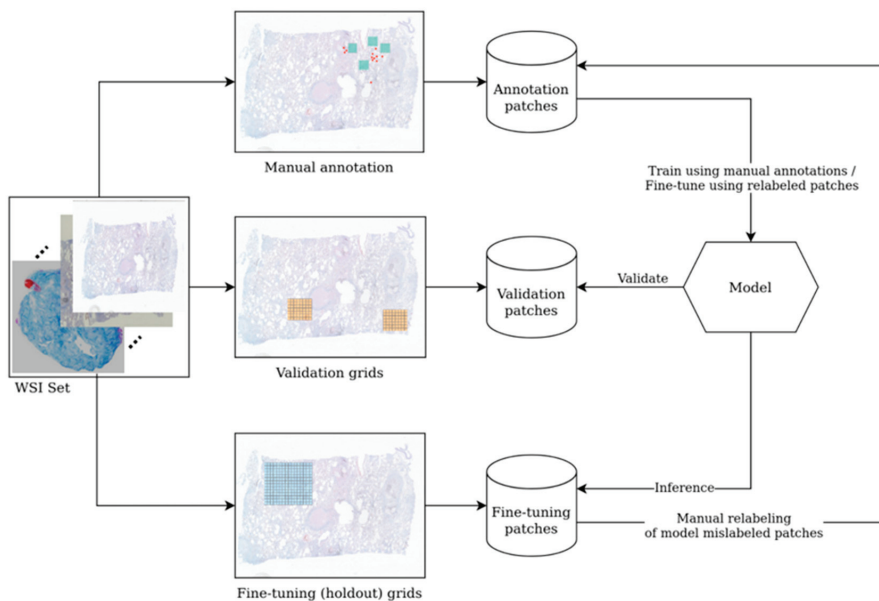 Manual annotation
Annotation
patches
Train using manual annotations /
Fine-tune using relabeled patches
WSI Set
Validation grids
Validation
patches
Validate
Model
Fine-tuning (holdout) grids
Fine-tuning
patches
Inference
Manual relabeling
of model mislabeled patches